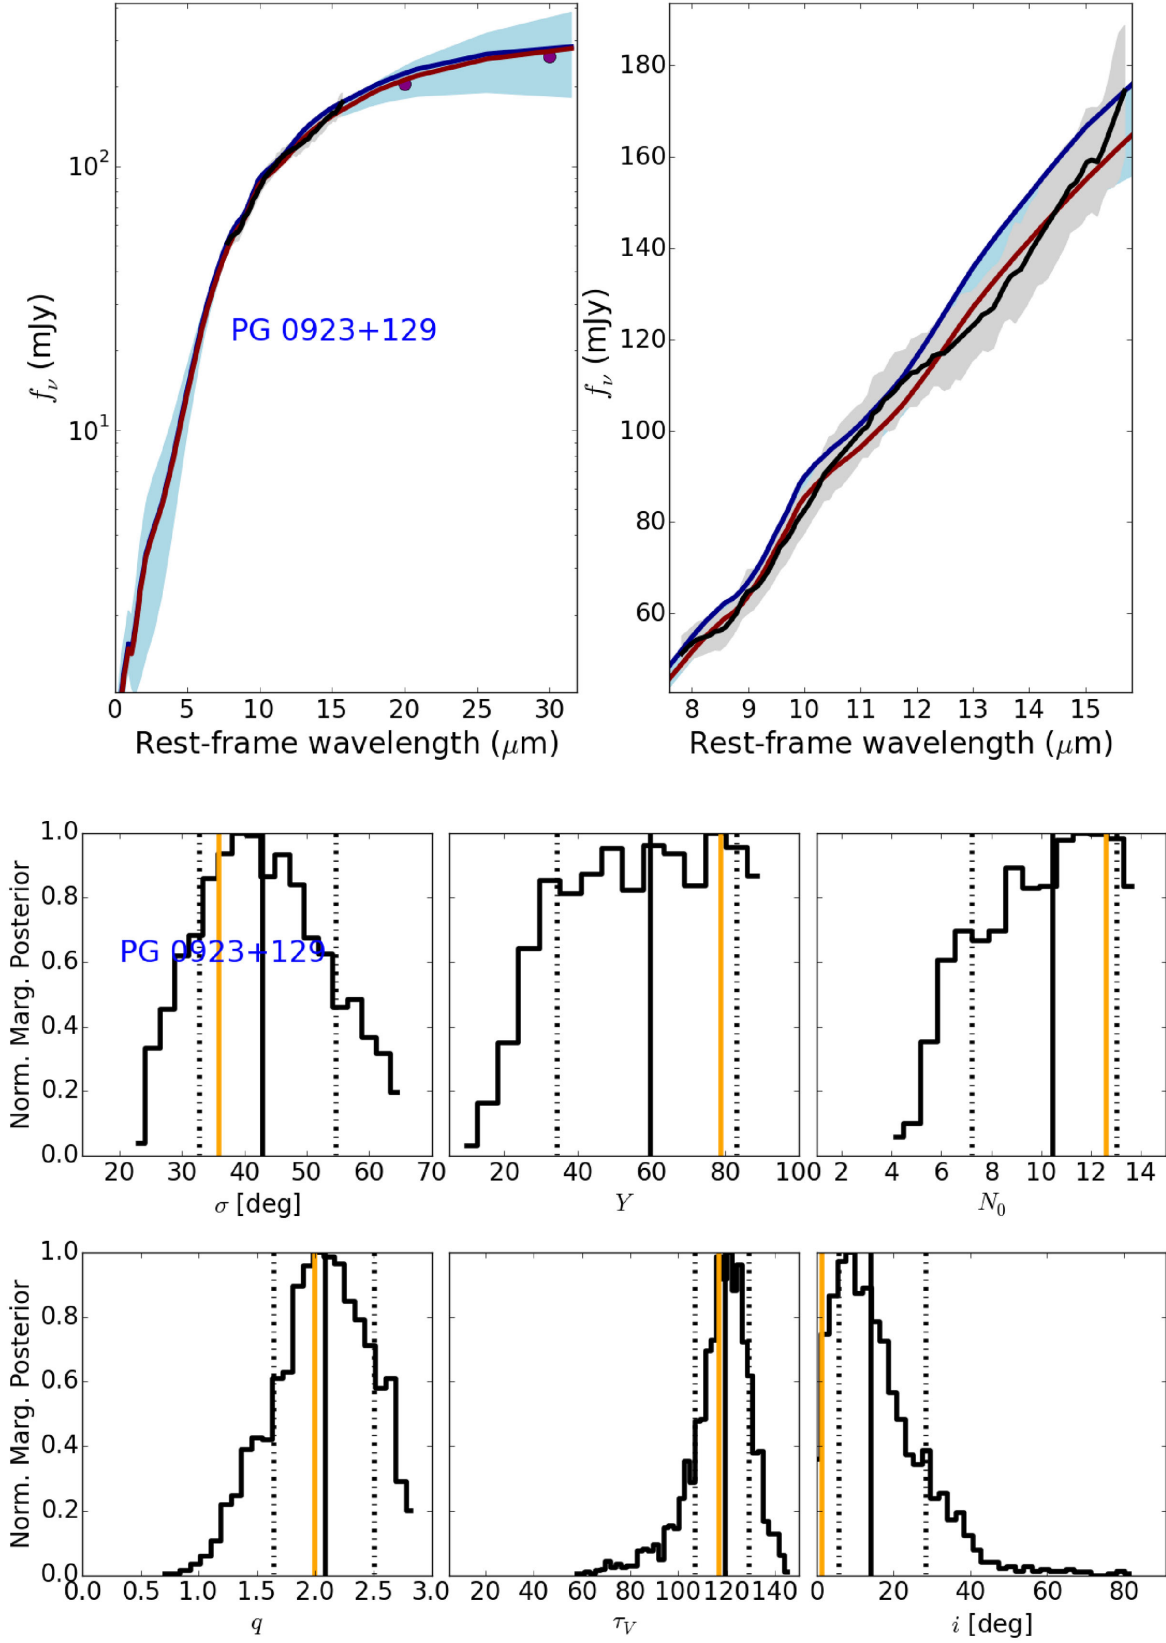 10²
10¹
f_ν (mJy)
PG 0923+129
0 5 10 15 20 25 30
Rest-frame wavelength (μm)
180
160
140
120
100
80
60
f_ν (mJy)
8 9 10 11 12 13 14 15
Rest-frame wavelength (μm)
Norm. Marg. Posterior
1.0
0.8
0.6
0.4
0.2
0.0
PG 0923+129
20 30 40 50 60 70
σ [deg]
20 40 60 80 100
Y
2 4 6 8 10 12 14
N₀
Norm. Marg. Posterior
1.0
0.8
0.6
0.4
0.2
0.0
0.0 0.5 1.0 1.5 2.0 2.5 3.0
q
20 40 60 80 100 120 140
τ_V
0 20 40 60 80
i [deg]